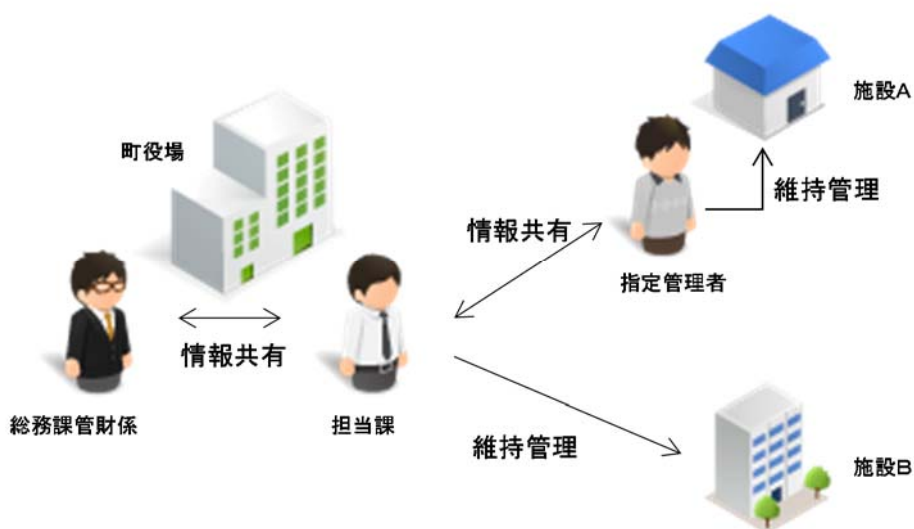 施設A
町役場
維持管理
情報共有
指定管理者
情報共有
総務課管財係
担当課
維持管理
施設B